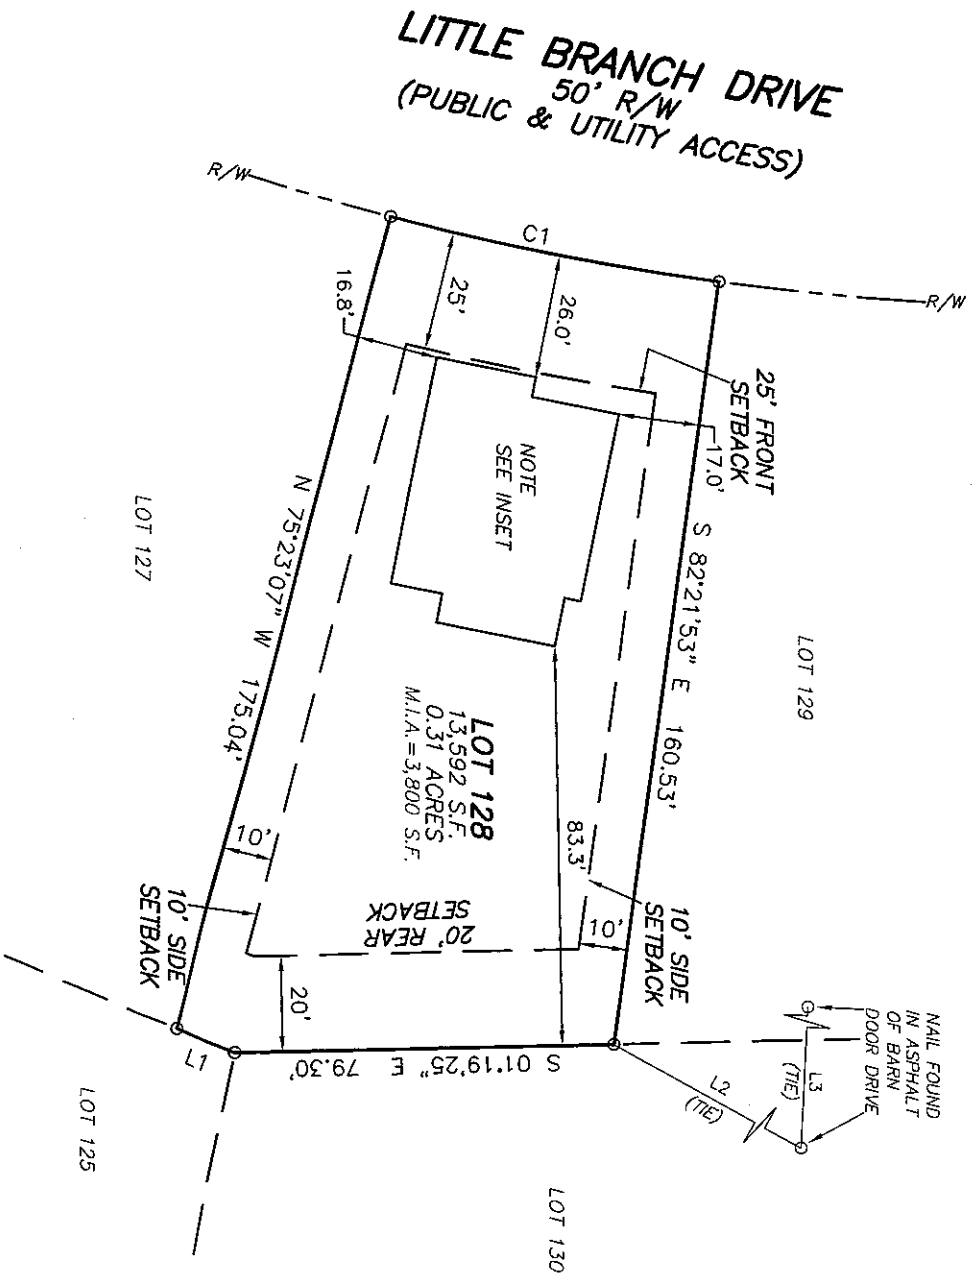 LITTLE BRANCH DRIVE
50' R/W
(PUBLIC & UTILITY ACCESS)
R/W
R/W
C1
25'
26.0'
16.8'
17.0'
25' FRONT
SETBACK
NOTE
SEE INSET
S 82°21'53" E 160.53'
N 75°23'07" W 175.04'
LOT 127
LOT 129
LOT 128
13,592 S.F.
0.31 ACRES
M.I.A.=3,800 S.F.
83.3'
10'
10' SIDE
SETBACK
20' REAR
SETBACK
10'
10' SIDE
SETBACK
20'
S 01°19'25" E 79.30'
L1
L2
(TIE)
L3
(TIE)
NAIL FOUND
IN ASPHALT
OF BARN
DOOR DRIVE
LOT 125
LOT 130